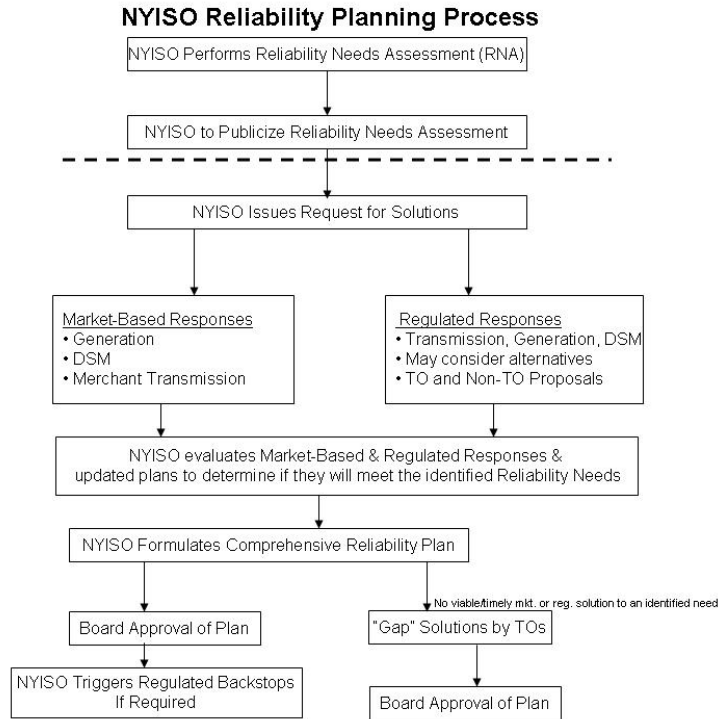 NYISO Reliability Planning Process
NYISO Performs Reliability Needs Assessment (RNA)
NYISO to Publicize Reliability Needs Assessment
NYISO Issues Request for Solutions
Market-Based Responses
• Generation
• DSM
• Merchant Transmission
Regulated Responses
• Transmission, Generation, DSM
• May consider alternatives
• TO and Non-TO Proposals
NYISO evaluates Market-Based & Regulated Responses &
updated plans to determine if they will meet the identified Reliability Needs
NYISO Formulates Comprehensive Reliability Plan
No viable/timely mkt. or reg. solution to an identified need
Board Approval of Plan
"Gap" Solutions by TOs
NYISO Triggers Regulated Backstops
If Required
Board Approval of Plan